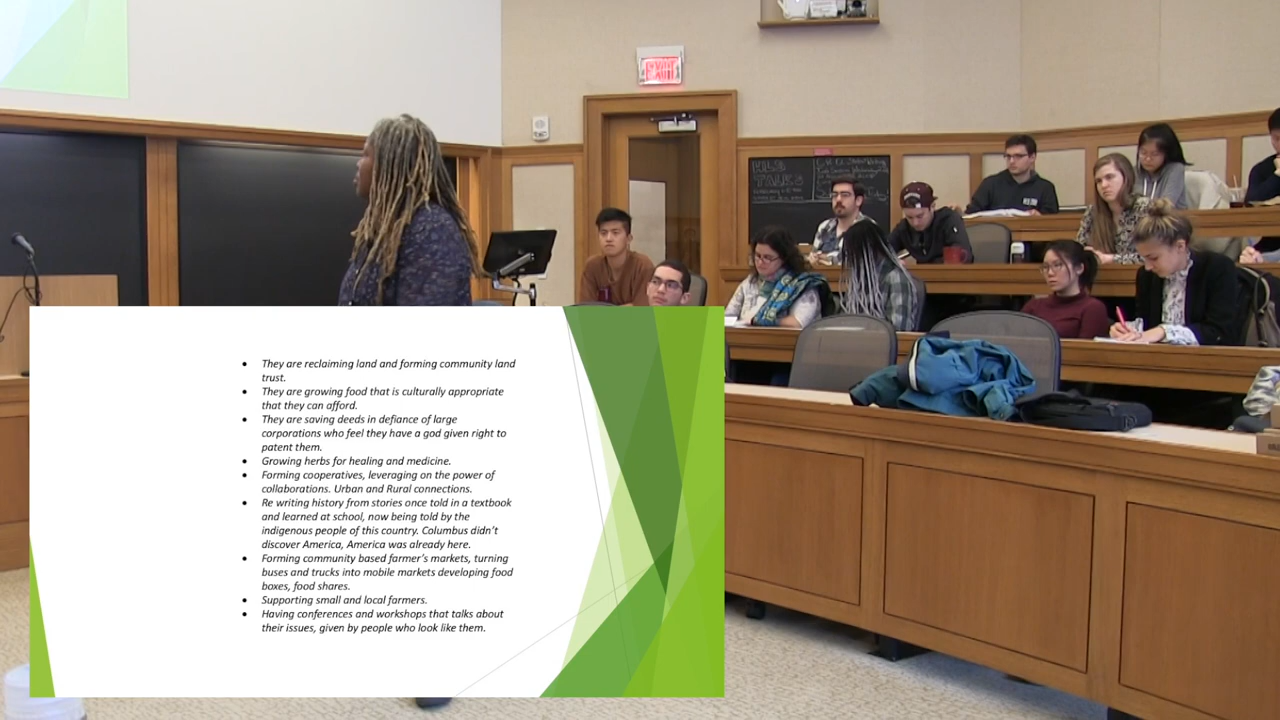 EXIT
HLS
TALKS
• They are reclaiming land and forming community land
trust.
• They are growing food that is culturally appropriate
that they can afford.
• They are saving deeds in defiance of large
corporations who feel they have a god given right to
patent them.
• Growing herbs for healing and medicine.
• Forming cooperatives, leveraging on the power of
collaborations. Urban and Rural connections.
• Re writing history from stories once told in a textbook
and learned at school, now being told by the
indigenous people of this country. Columbus didn't
discover America, America was already here.
• Forming community based farmer's markets, turning
buses and trucks into mobile markets developing food
boxes, food shares.
• Supporting small and local farmers.
• Having conferences and workshops that talks about
their issues, given by people who look like them.